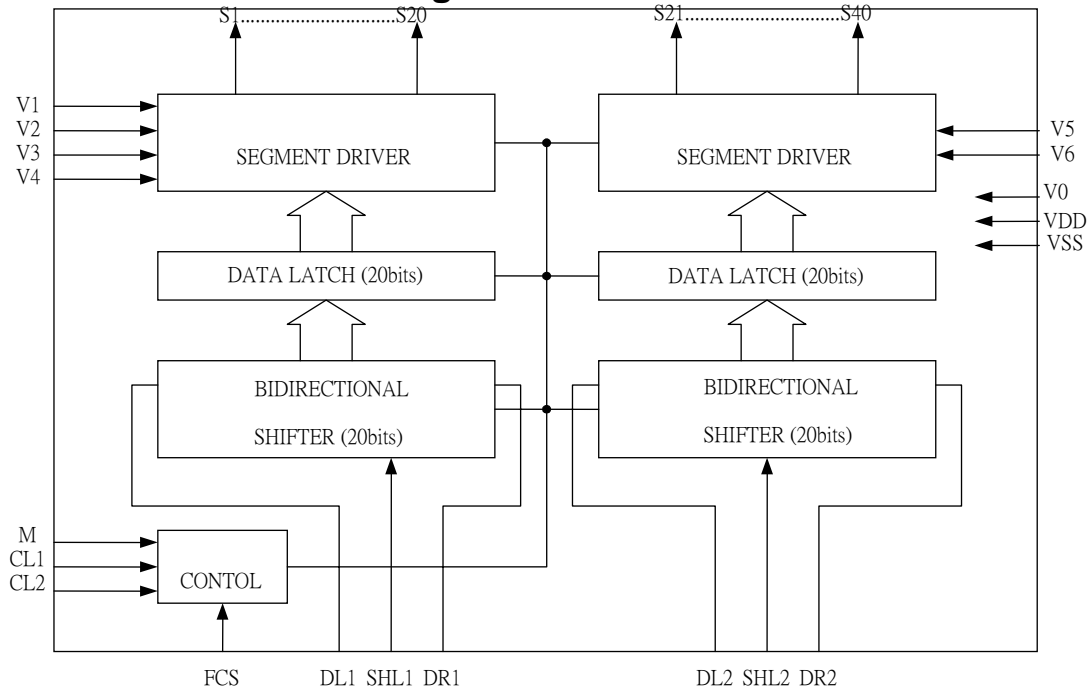 S1..............................S20
S21..............................S40
V1
V2
V3
V4
SEGMENT DRIVER
SEGMENT DRIVER
V5
V6
V0
VDD
VSS
DATA LATCH (20bits)
DATA LATCH (20bits)
BIDIRECTIONAL
SHIFTER (20bits)
BIDIRECTIONAL
SHIFTER (20bits)
M
CL1
CL2
CONTOL
FCS
DL1 SHL1 DR1
DL2 SHL2 DR2